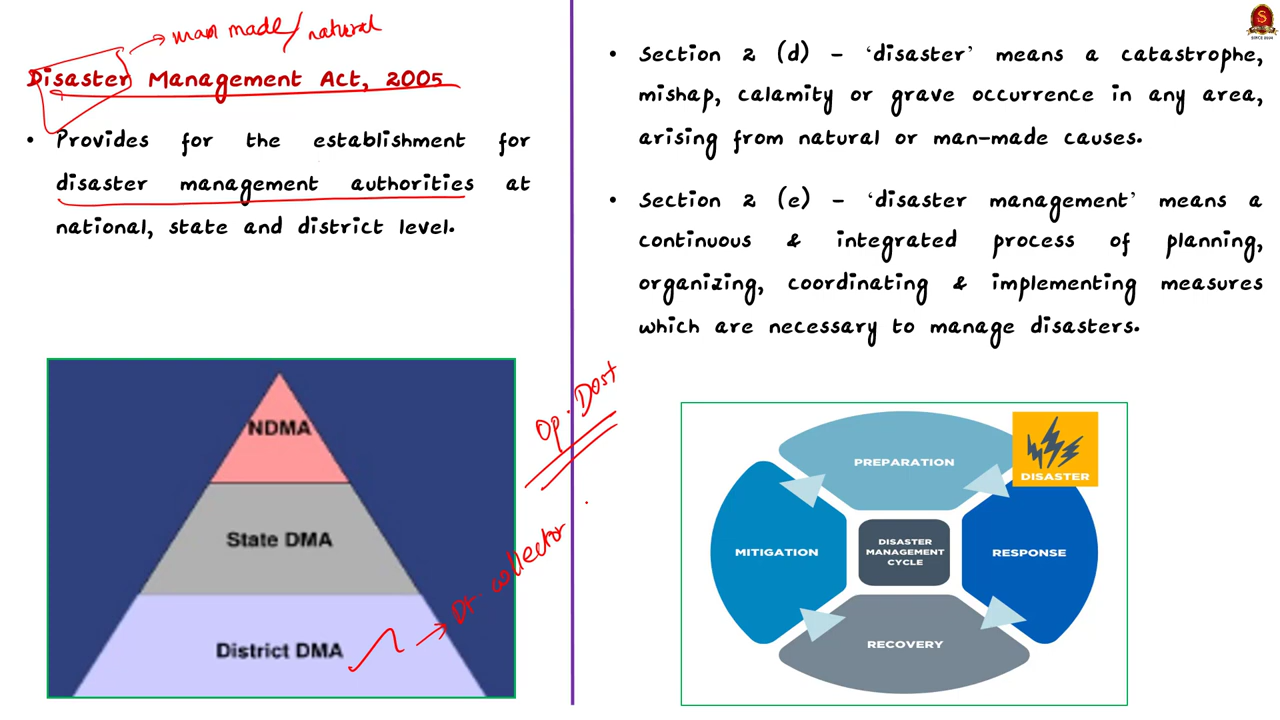 man made/natural
Disaster Management Act, 2005
• Provides for the establishment for
disaster management authorities at
national, state and district level.
NDMA
State DMA
District DMA
Op. Dost
Dt collector
S
SINCE 2004
• Section 2 (d) - ‘disaster’ means a catastrophe,
mishap, calamity or grave occurrence in any area,
arising from natural or man-made causes.
• Section 2 (e) - ‘disaster management’ means a
continuous & integrated process of planning,
organizing, coordinating & implementing measures
which are necessary to manage disasters.
PREPARATION
DISASTER
MITIGATION
DISASTER
MANAGEMENT
CYCLE
RESPONSE
RECOVERY